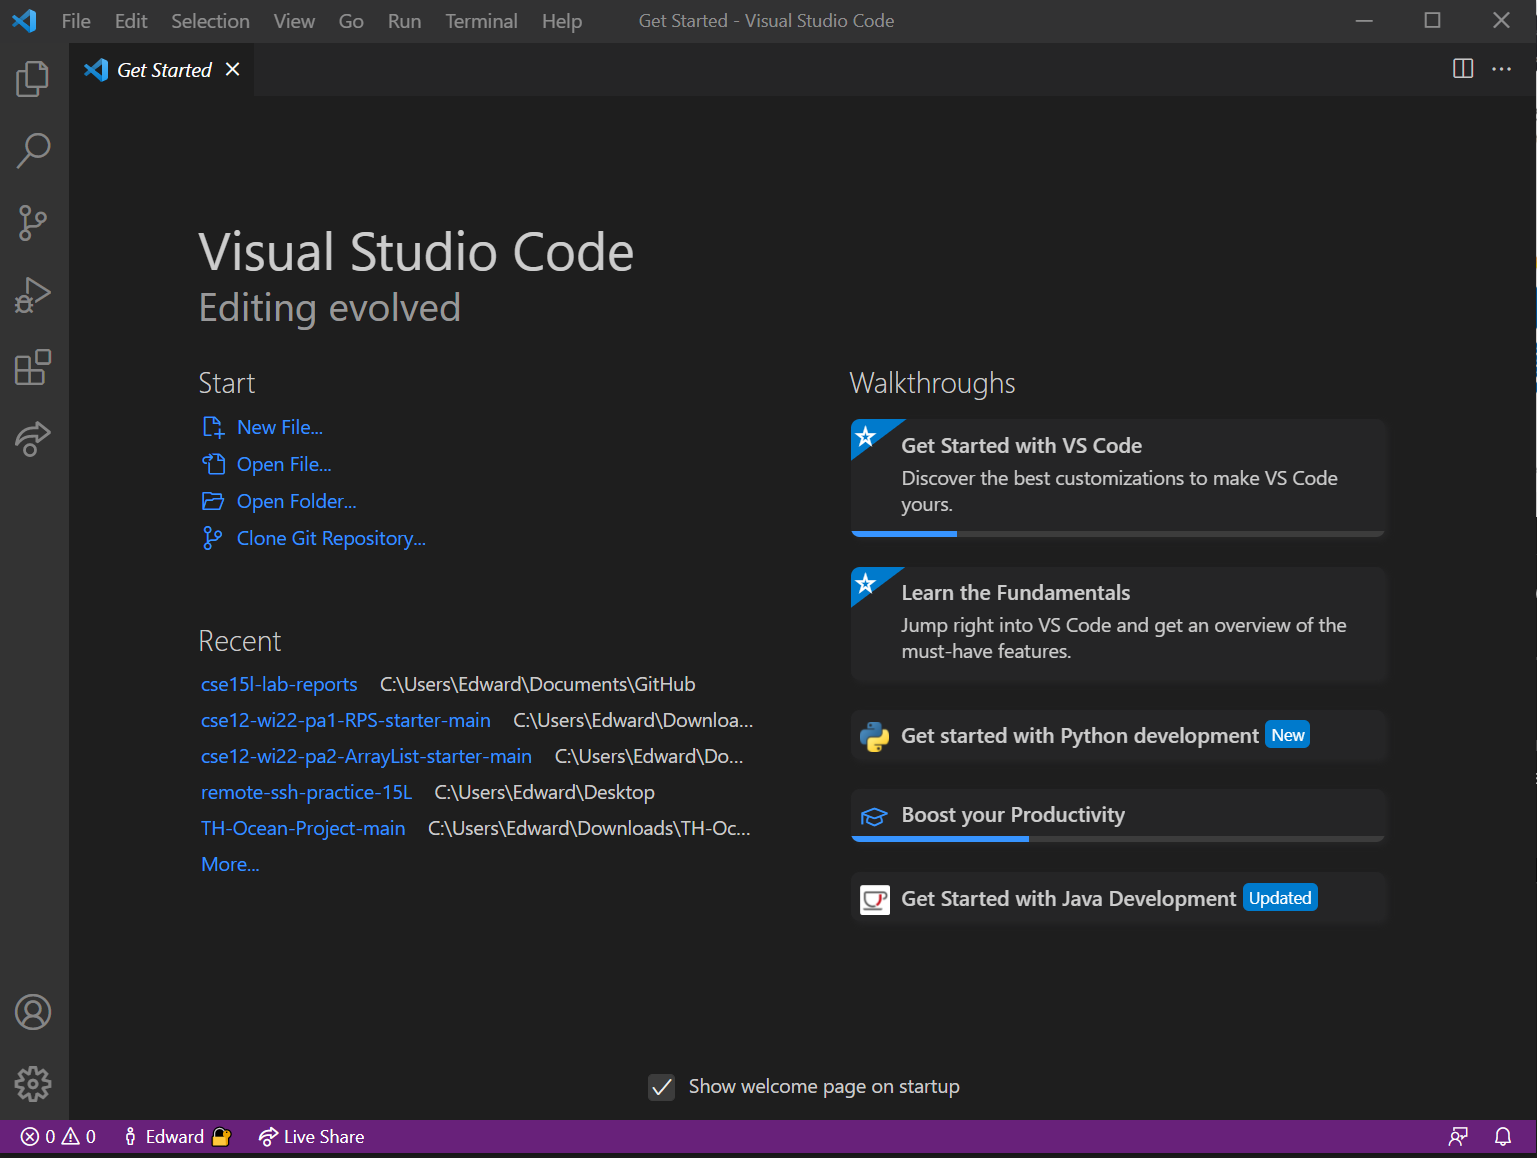 File Edit Selection View Go Run Terminal Help Get Started - Visual Studio Code
Get Started
Visual Studio Code
Editing evolved
Start
New File...
Open File...
Open Folder...
Clone Git Repository...
Recent
cse15l-lab-reports C:\Users\Edward\Documents\GitHub
cse12-wi22-pa1-RPS-starter-main C:\Users\Edward\Downloa...
cse12-wi22-pa2-ArrayList-starter-main C:\Users\Edward\Do...
remote-ssh-practice-15L C:\Users\Edward\Desktop
TH-Ocean-Project-main C:\Users\Edward\Downloads\TH-Oc...
More...
Walkthroughs
Get Started with VS Code
Discover the best customizations to make VS Code
yours.
Learn the Fundamentals
Jump right into VS Code and get an overview of the
must-have features.
Get started with Python development New
Boost your Productivity
Get Started with Java Development Updated
Show welcome page on startup
0 0 Edward Live Share